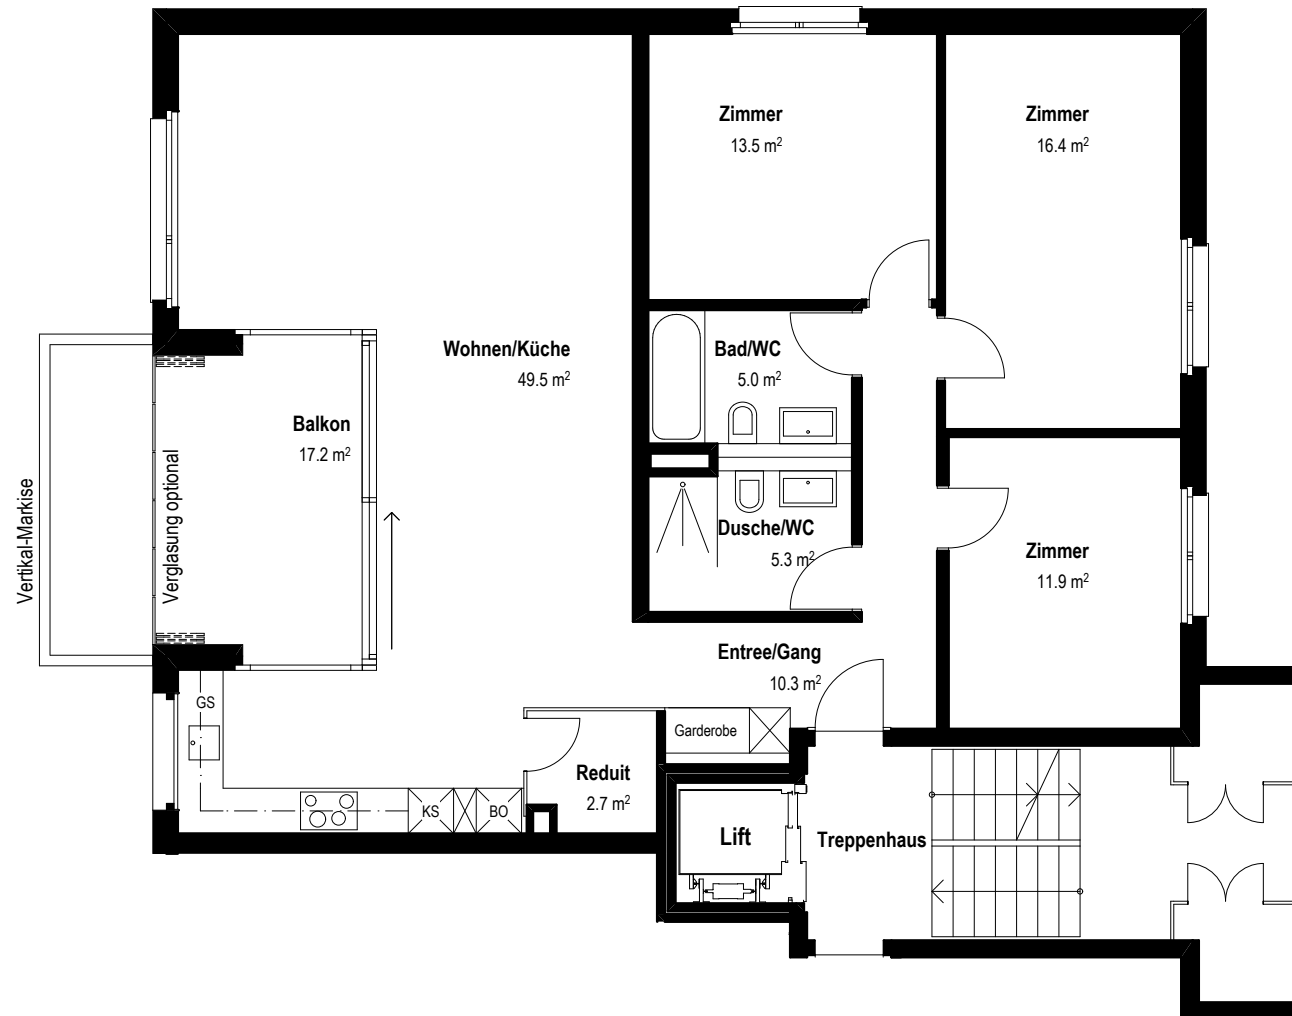 Zimmer
13.5 m²
Zimmer
16.4 m²
Wohnen/Küche
49.5 m²
Bad/WC
5.0 m²
Balkon
17.2 m²
Vertikal-Markise
Verglasung optional
Dusche/WC
5.3 m²
Zimmer
11.9 m²
Entree/Gang
10.3 m²
GS
Garderobe
Reduit
2.7 m²
KS
BO
Lift
Treppenhaus